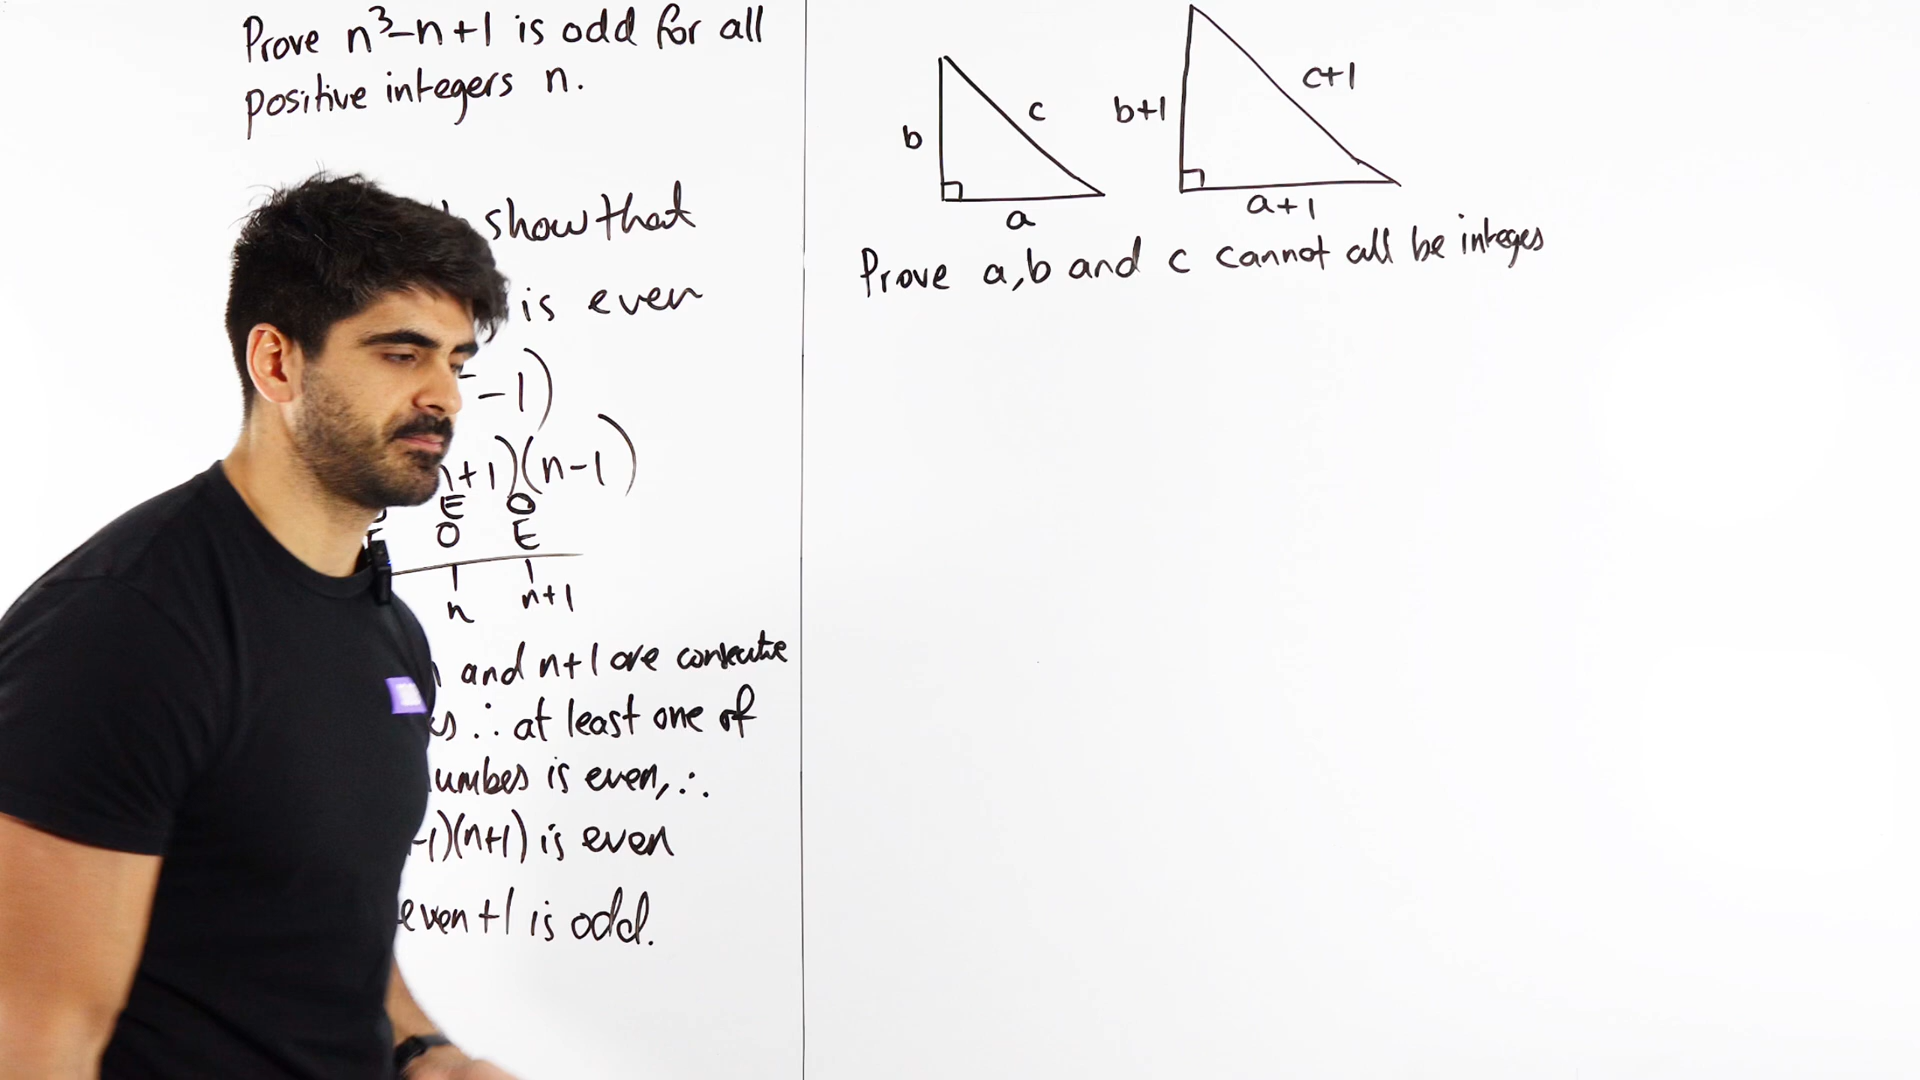 Prove n³-n+1 is odd for all
positive integers n.
show that
is even
-1)
n+1)(n-1)
E O
O E
n n+1
and n+1 are consecutive
∴ at least one of
is even, ∴
-1)(n+1) is even
even +1 is odd.
b c a
b+1 c+1 a+1
Prove a,b and c cannot all be integes